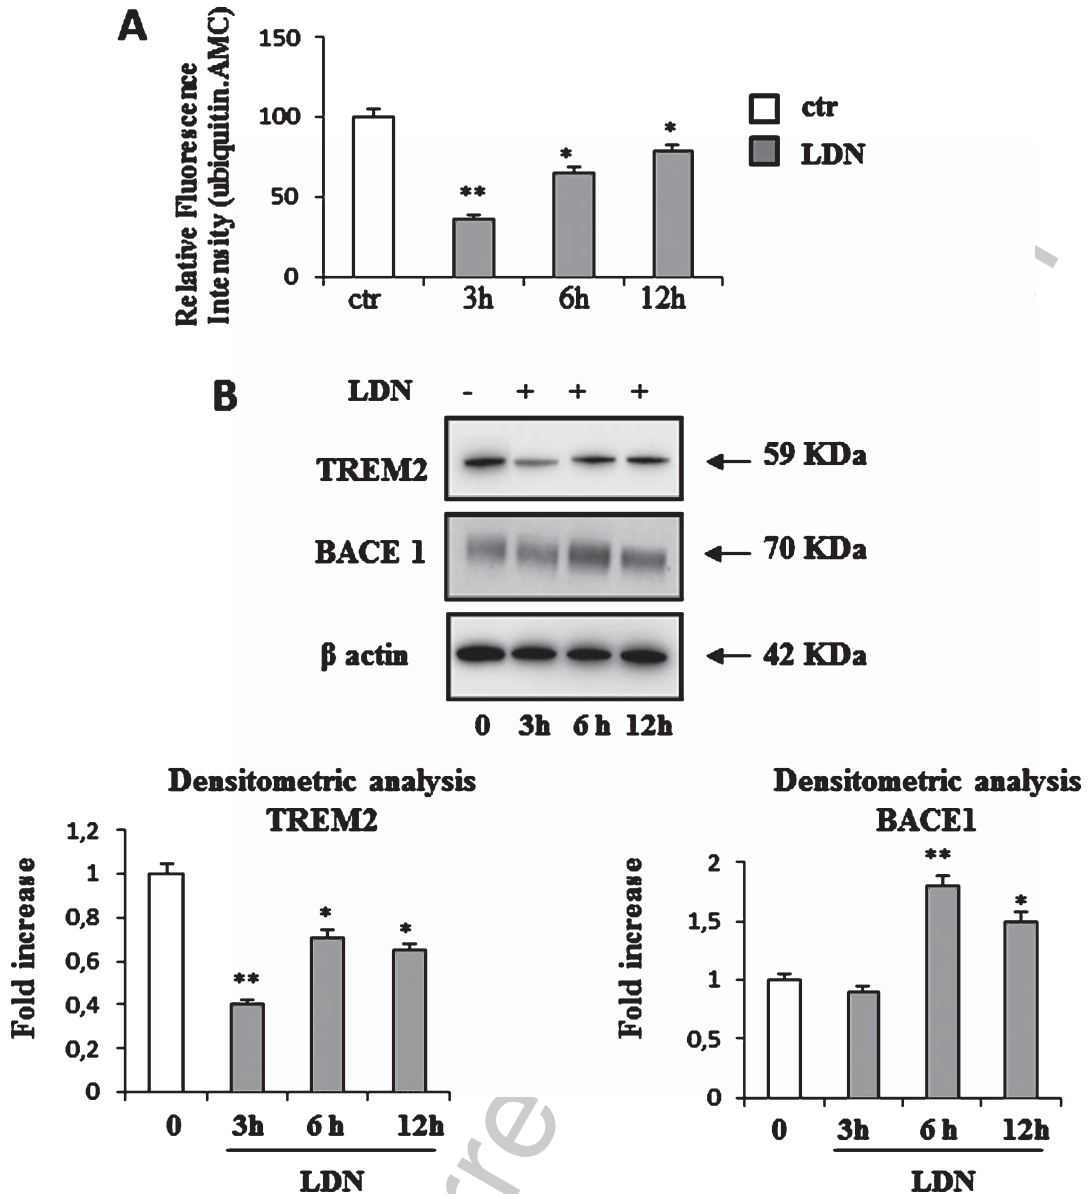 A
Relative Fluorescence
Intensity (ubiquitin.AMC)
150
100
50
0
*
*
**
ctr
3h
6h
12h
ctr
LDN
B
LDN - + + +
TREM2
59 KDa
BACE 1
70 KDa
β actin
42 KDa
0 3h 6 h 12h
Densitometric analysis
TREM2
Fold increase
1,2
1
0,8
0,6
0,4
0,2
0
**
*
*
0 3h 6 h 12h
LDN
Densitometric analysis
BACE1
Fold increase
2
1,5
1
0,5
0
**
*
0 3h 6 h 12h
LDN
rre